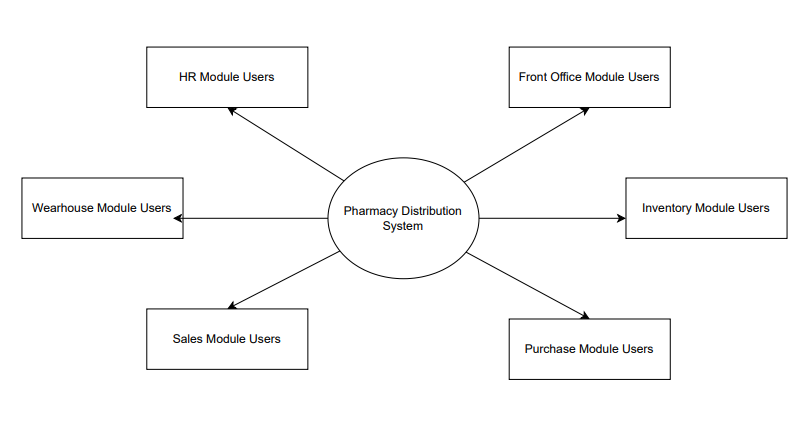 HR Module Users
Front Office Module Users
Wearhouse Module Users
Pharmacy Distribution
System
Inventory Module Users
Sales Module Users
Purchase Module Users